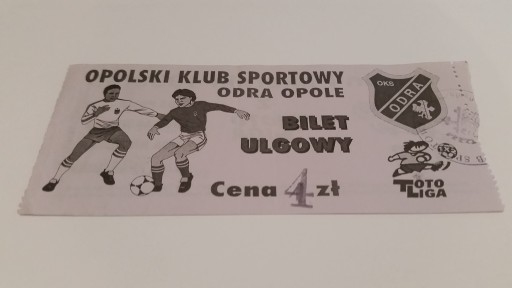 OPOLSKI KLUB SPORTOWY
ODRA OPOLE
OKS
ODRA
BILET
ULGOWY
Cena 4 zł
TOTO
LIGA